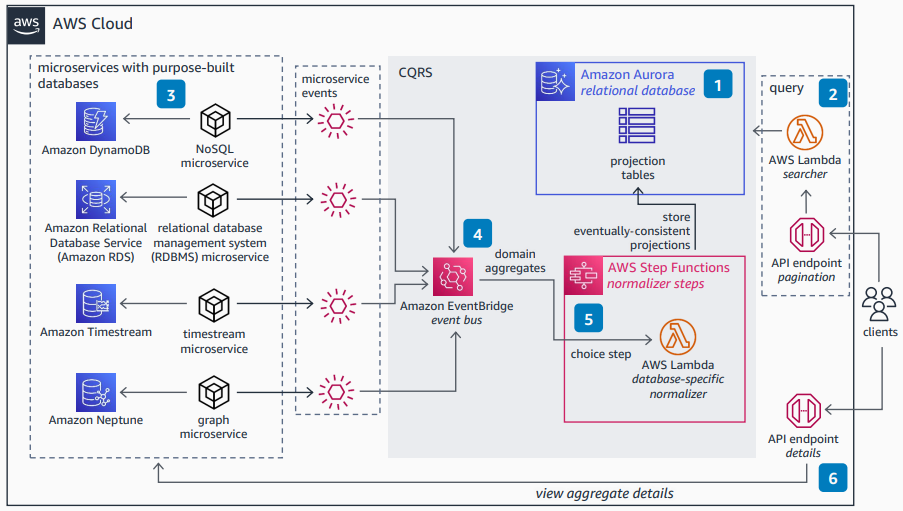 aws
AWS Cloud
microservices with purpose-built
databases
3
Amazon DynamoDB
NoSQL
microservice
Amazon Relational
Database Service
(Amazon RDS)
relational database
management system
(RDBMS) microservice
Amazon Timestream
timestream
microservice
Amazon Neptune
graph
microservice
microservice
events
CQRS
4
Amazon EventBridge
event bus
domain
aggregates
Amazon Aurora
relational database
1
projection
tables
store
eventually-consistent
projections
AWS Step Functions
normalizer steps
5
choice step
AWS Lambda
database-specific
normalizer
query
2
AWS Lambda
searcher
API endpoint
pagination
clients
API endpoint
details
6
view aggregate details